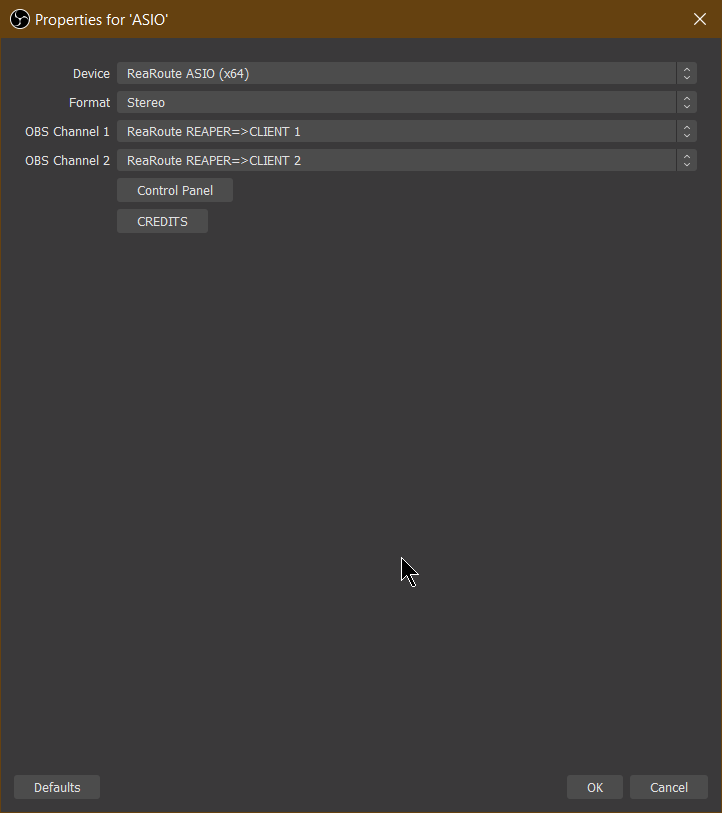 Properties for 'ASIO'
Device ReaRoute ASIO (x64)
Format Stereo
OBS Channel 1 ReaRoute REAPER=>CLIENT 1
OBS Channel 2 ReaRoute REAPER=>CLIENT 2
Control Panel
CREDITS
Defaults OK Cancel